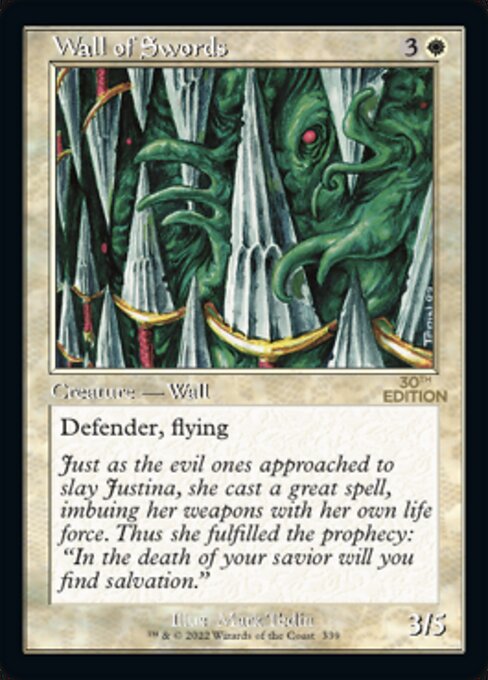 Wall of Swords 3
Tedin 93
Creature — Wall
30TH
EDITION
Defender, flying
Just as the evil ones approached to
slay Justina, she cast a great spell,
imbuing her weapons with her own life
force. Thus she fulfilled the prophecy:
“In the death of your savior will you
find salvation.”
Illus. Mark Tedin
™ & © 2022 Wizards of the Coast 339
3/5